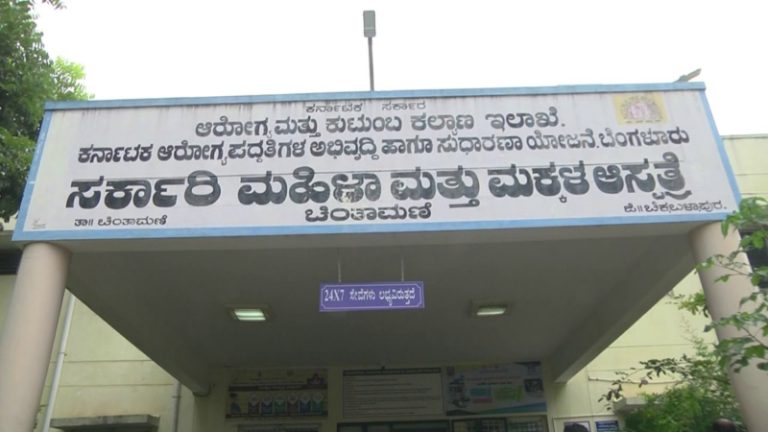 ಕರ್ನಾಟಕ ಸರ್ಕಾರ
ಆರೋಗ್ಯ ಮತ್ತು ಕುಟುಂಬ ಕಲ್ಯಾಣ ಇಲಾಖೆ.
ಕರ್ನಾಟಕ ಆರೋಗ್ಯ ಪದ್ಧತಿಗಳ ಅಭಿವೃದ್ಧಿ ಹಾಗೂ ಸುಧಾರಣಾ ಯೋಜನೆ, ಬೆಂಗಳೂರು
ಸರ್ಕಾರಿ ಮಹಿಳಾ ಮತ್ತು ಮಕ್ಕಳ ಆಸ್ಪತ್ರೆ
ಚಿಂತಾಮಣಿ
ತಾ॥ ಚಿಂತಾಮಣಿ ಜಿ॥ ಚಿಕ್ಕಬಳ್ಳಾಪುರ.
24X7 ಸೇವೆಗಳು ಲಭ್ಯವಿರುತ್ತವೆ